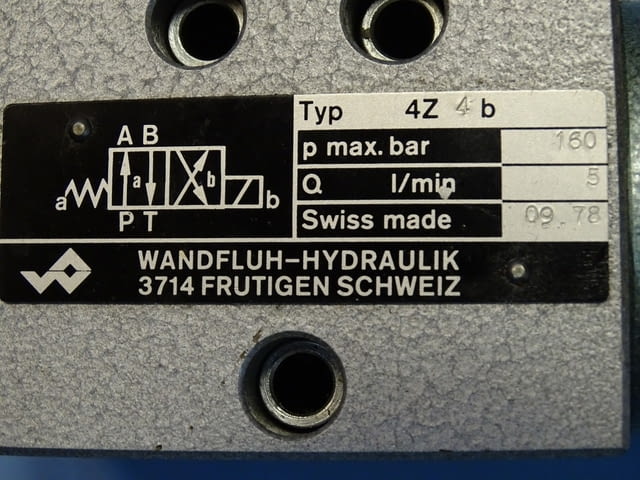 A B
a b
a b
P T
Typ 4Z 4 b
p max. bar 160
Q l/min 5
Swiss made 09.78
WANDFLUH-HYDRAULIK
3714 FRUTIGEN SCHWEIZ